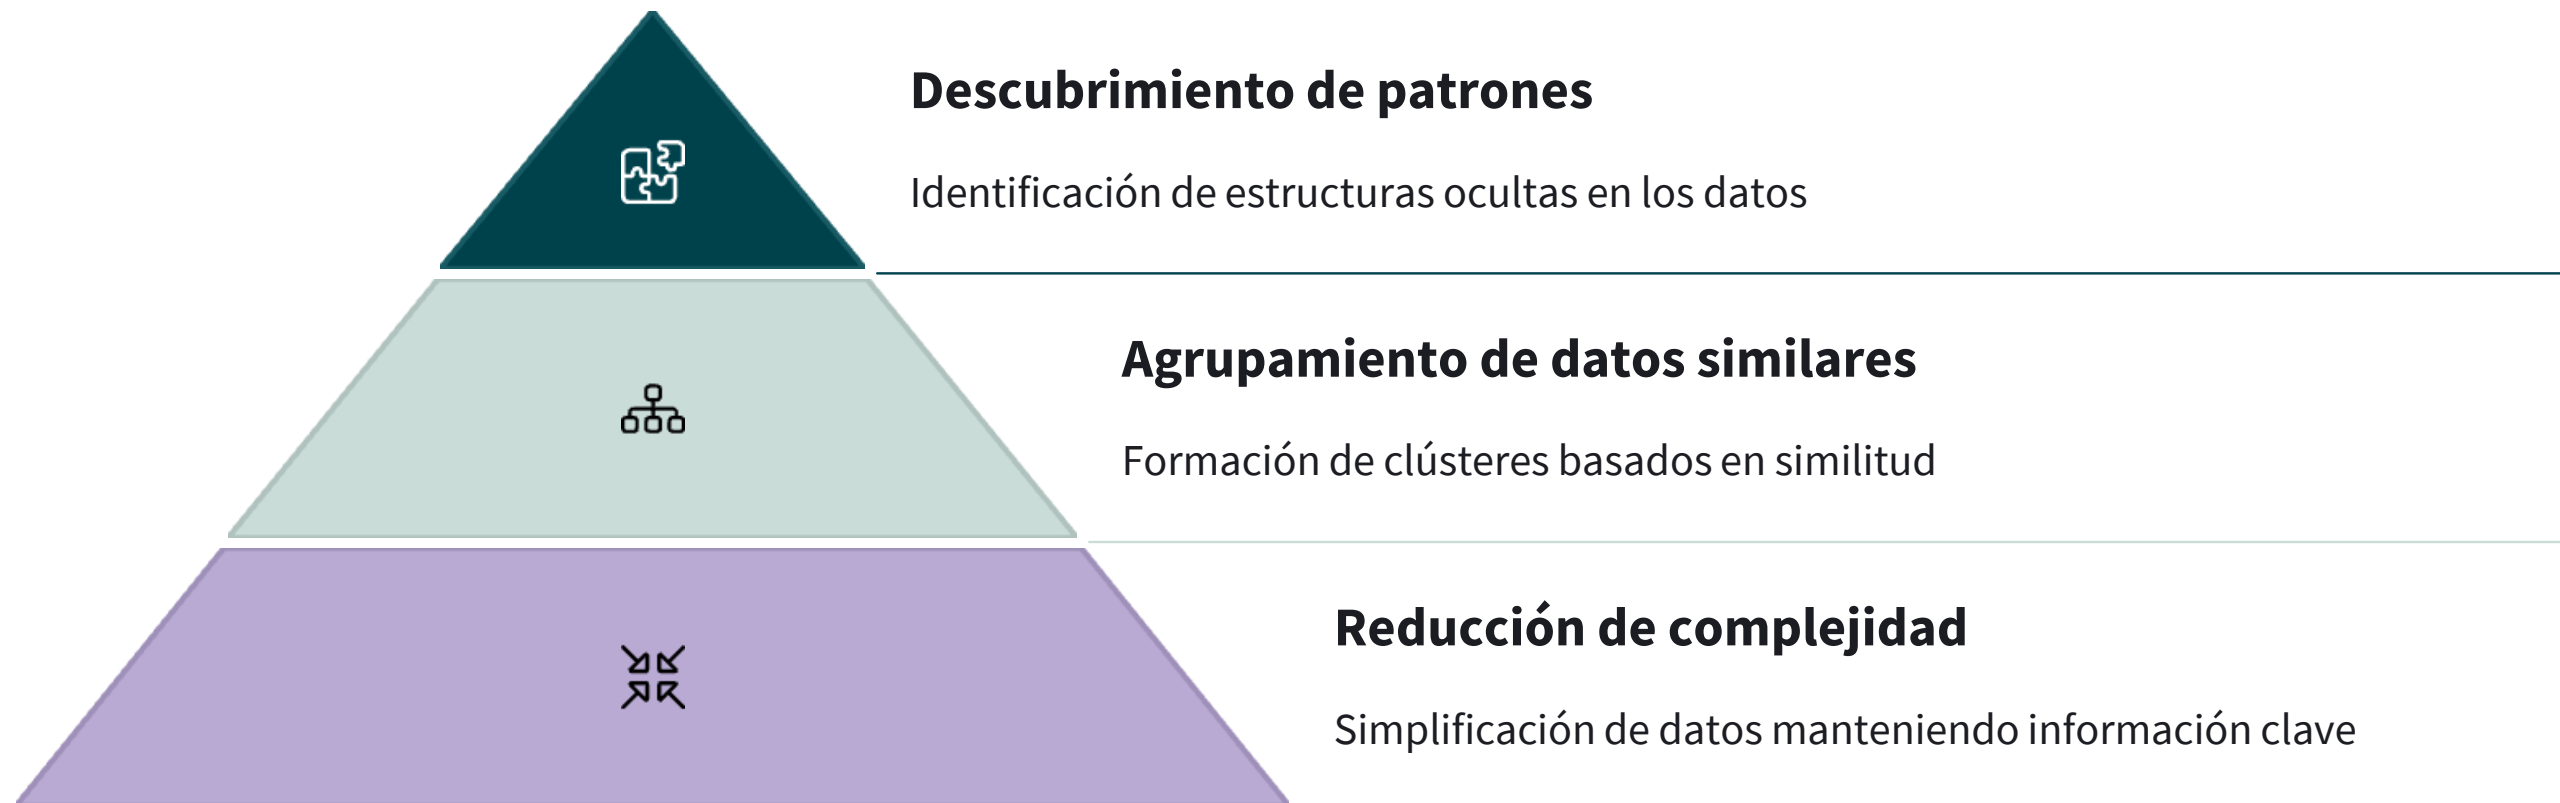 Descubrimiento de patrones
Identificación de estructuras ocultas en los datos
Agrupamiento de datos similares
Formación de clústeres basados en similitud
Reducción de complejidad
Simplificación de datos manteniendo información clave